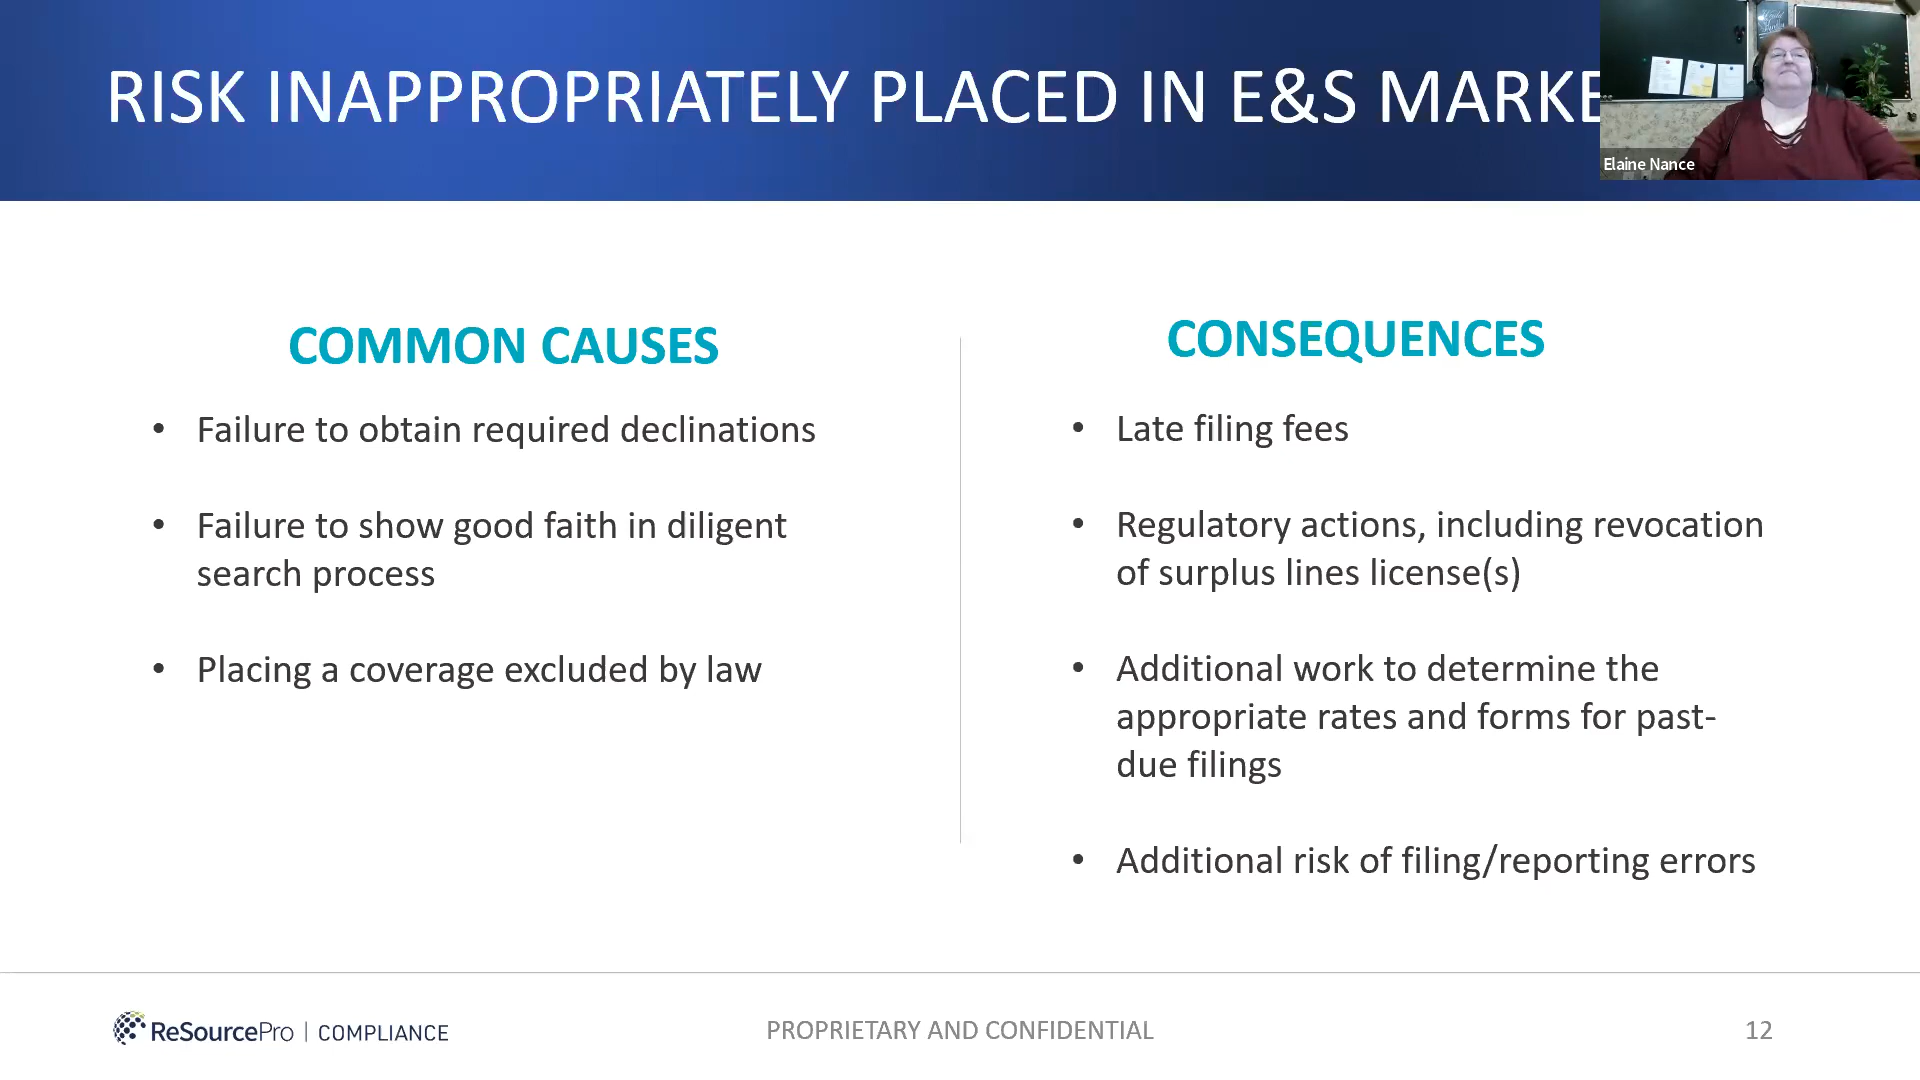 RISK INAPPROPRIATELY PLACED IN E&S MARKE
Elaine Nance
COMMON CAUSES
• Failure to obtain required declinations
• Failure to show good faith in diligent
search process
• Placing a coverage excluded by law
CONSEQUENCES
• Late filing fees
• Regulatory actions, including revocation
of surplus lines license(s)
• Additional work to determine the
appropriate rates and forms for past-
due filings
• Additional risk of filing/reporting errors
ReSourcePro | COMPLIANCE
PROPRIETARY AND CONFIDENTIAL
12